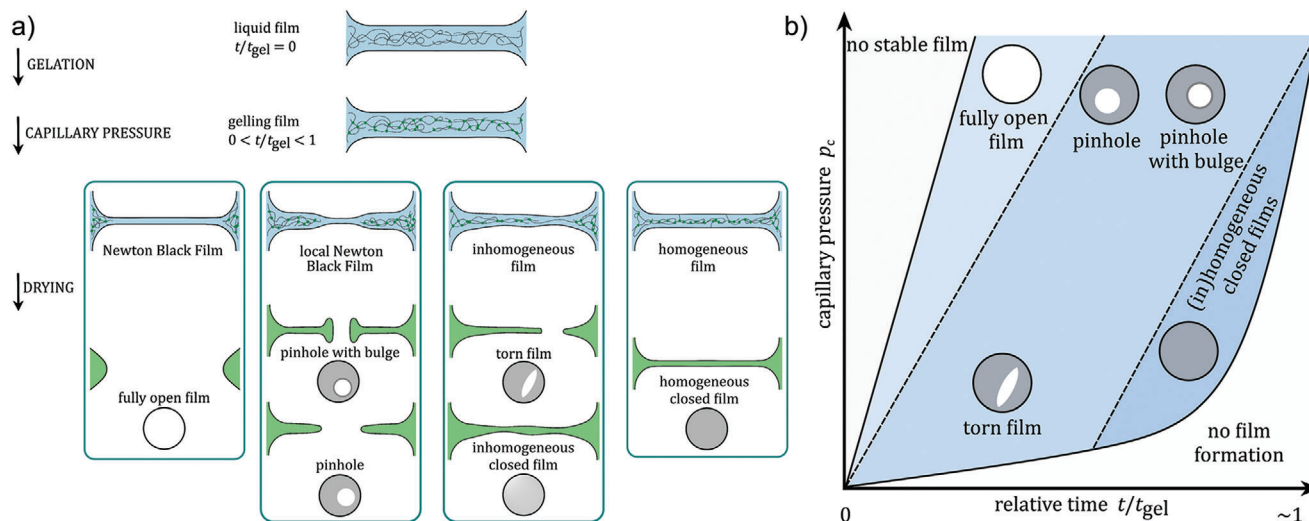 a)
liquid film
t/tgel = 0
GELATION
CAPILLARY PRESSURE
gelling film
0 < t/tgel < 1
Newton Black Film
local Newton
Black Film
inhomogeneous
film
homogeneous
film
DRYING
pinhole with bulge
torn film
fully open film
homogeneous
closed film
pinhole
inhomogeneous
closed film
b)
no stable film
fully open
film
pinhole
pinhole
with bulge
(in)homogeneous
closed films
torn film
no film
formation
capillary pressure pc
0
relative time t/tgel
~1